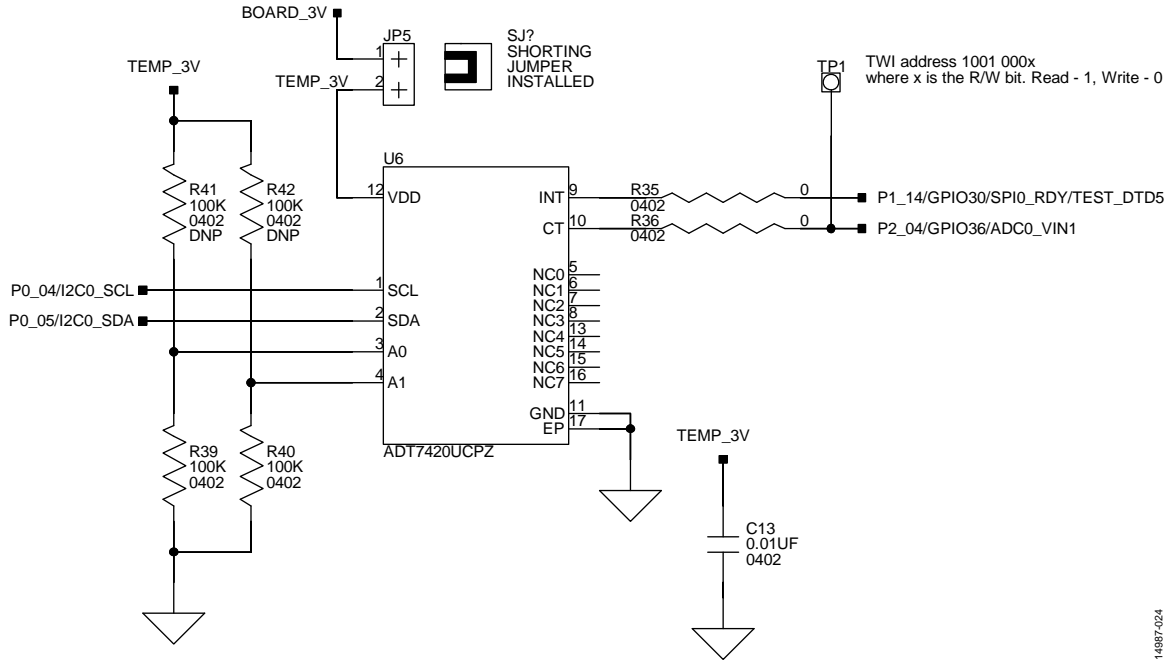 BOARD_3V
JP5
1
2
TEMP_3V
SJ?
SHORTING
JUMPER
INSTALLED
TEMP_3V
TP1
TWI address 1001 000x
where x is the R/W bit. Read - 1, Write - 0
R41
100K
0402
DNP
R42
100K
0402
DNP
U6
12 VDD
INT 9
R35
0402
0
P1_14/GPIO30/SPI0_RDY/TEST_DTD5
CT 10
R36
0402
0
P2_04/GPIO36/ADC0_VIN1
NC0 5
NC1 6
NC2 7
NC3 8
NC4 13
NC5 14
NC6 15
NC7 16
P0_04/I2C0_SCL
1 SCL
P0_05/I2C0_SDA
2 SDA
3 A0
4 A1
GND 11
EP 17
ADT7420UCPZ
R39
100K
0402
R40
100K
0402
TEMP_3V
C13
0.01UF
0402
14987-024